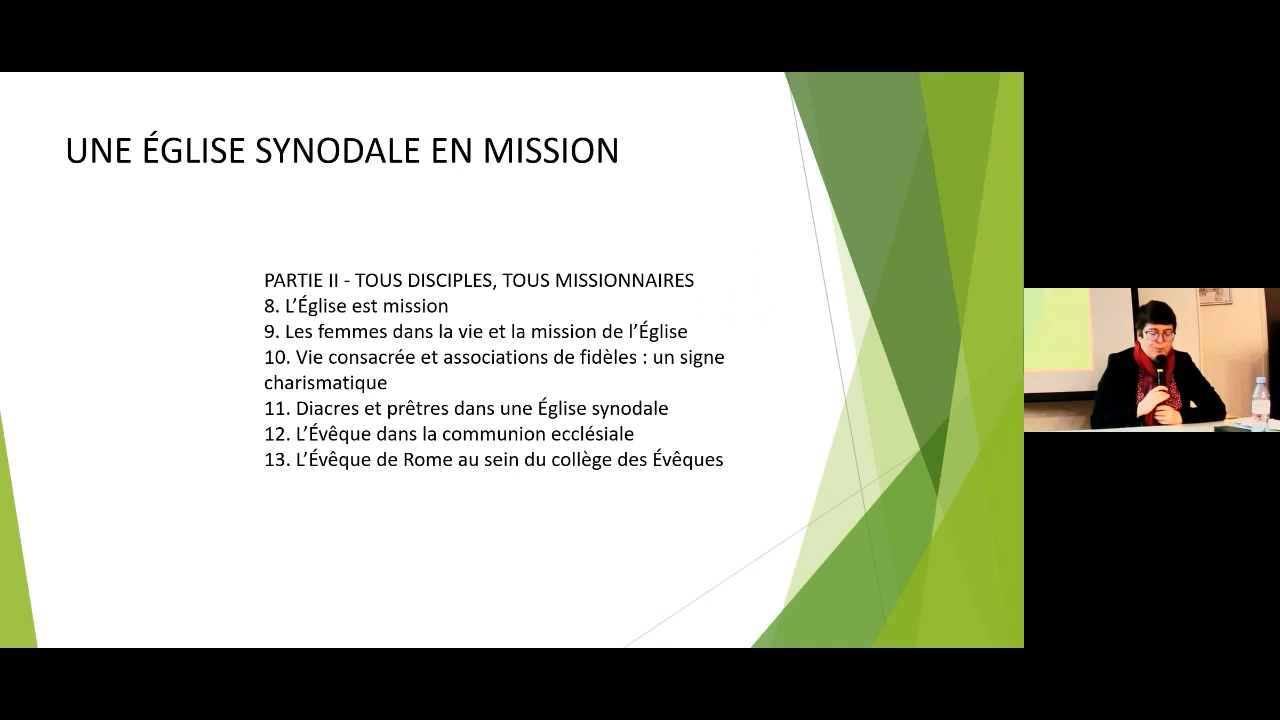 UNE ÉGLISE SYNODALE EN MISSION
PARTIE II - TOUS DISCIPLES, TOUS MISSIONNAIRES
8. L’Église est mission
9. Les femmes dans la vie et la mission de l’Église
10. Vie consacrée et associations de fidèles : un signe
charismatique
11. Diacres et prêtres dans une Église synodale
12. L’Évêque dans la communion ecclésiale
13. L’Évêque de Rome au sein du collège des Évêques